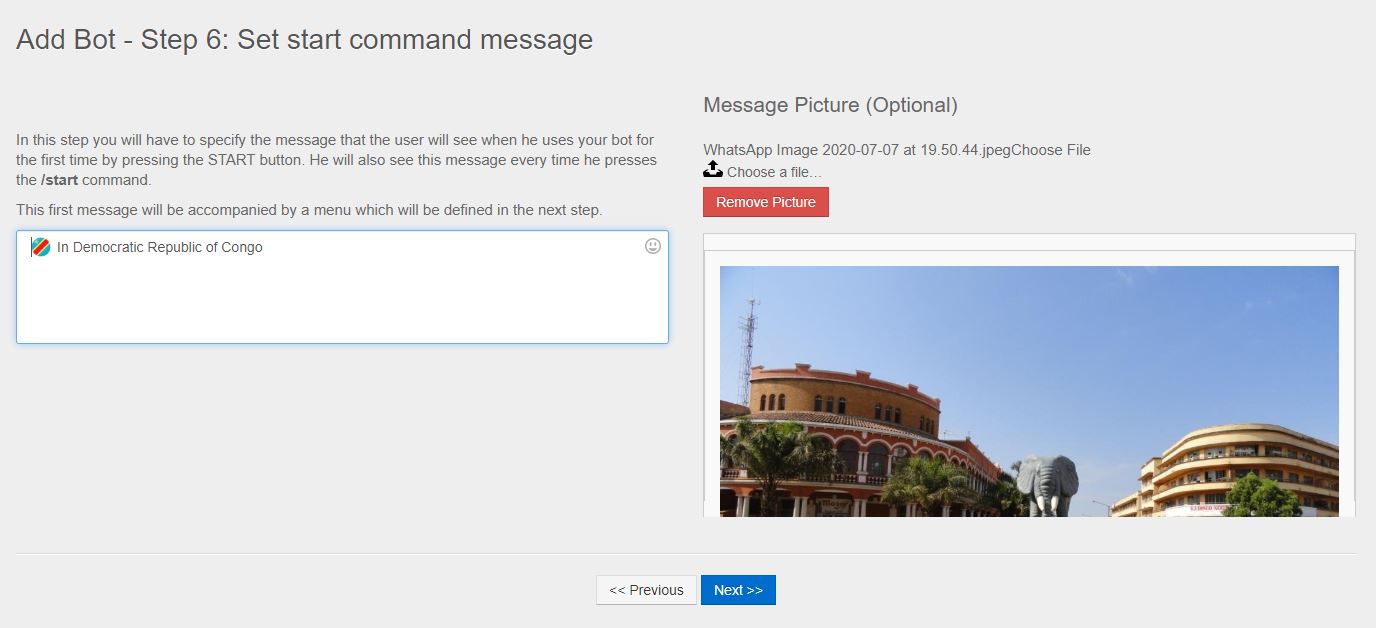 Add Bot - Step 6: Set start command message
In this step you will have to specify the message that the user will see when he uses your bot for
the first time by pressing the START button. He will also see this message every time he presses
the /start command.
This first message will be accompanied by a menu which will be defined in the next step.
In Democratic Republic of Congo
Message Picture (Optional)
WhatsApp Image 2020-07-07 at 19.50.44.jpegChoose File
Choose a file…
Remove Picture
<< Previous
Next >>